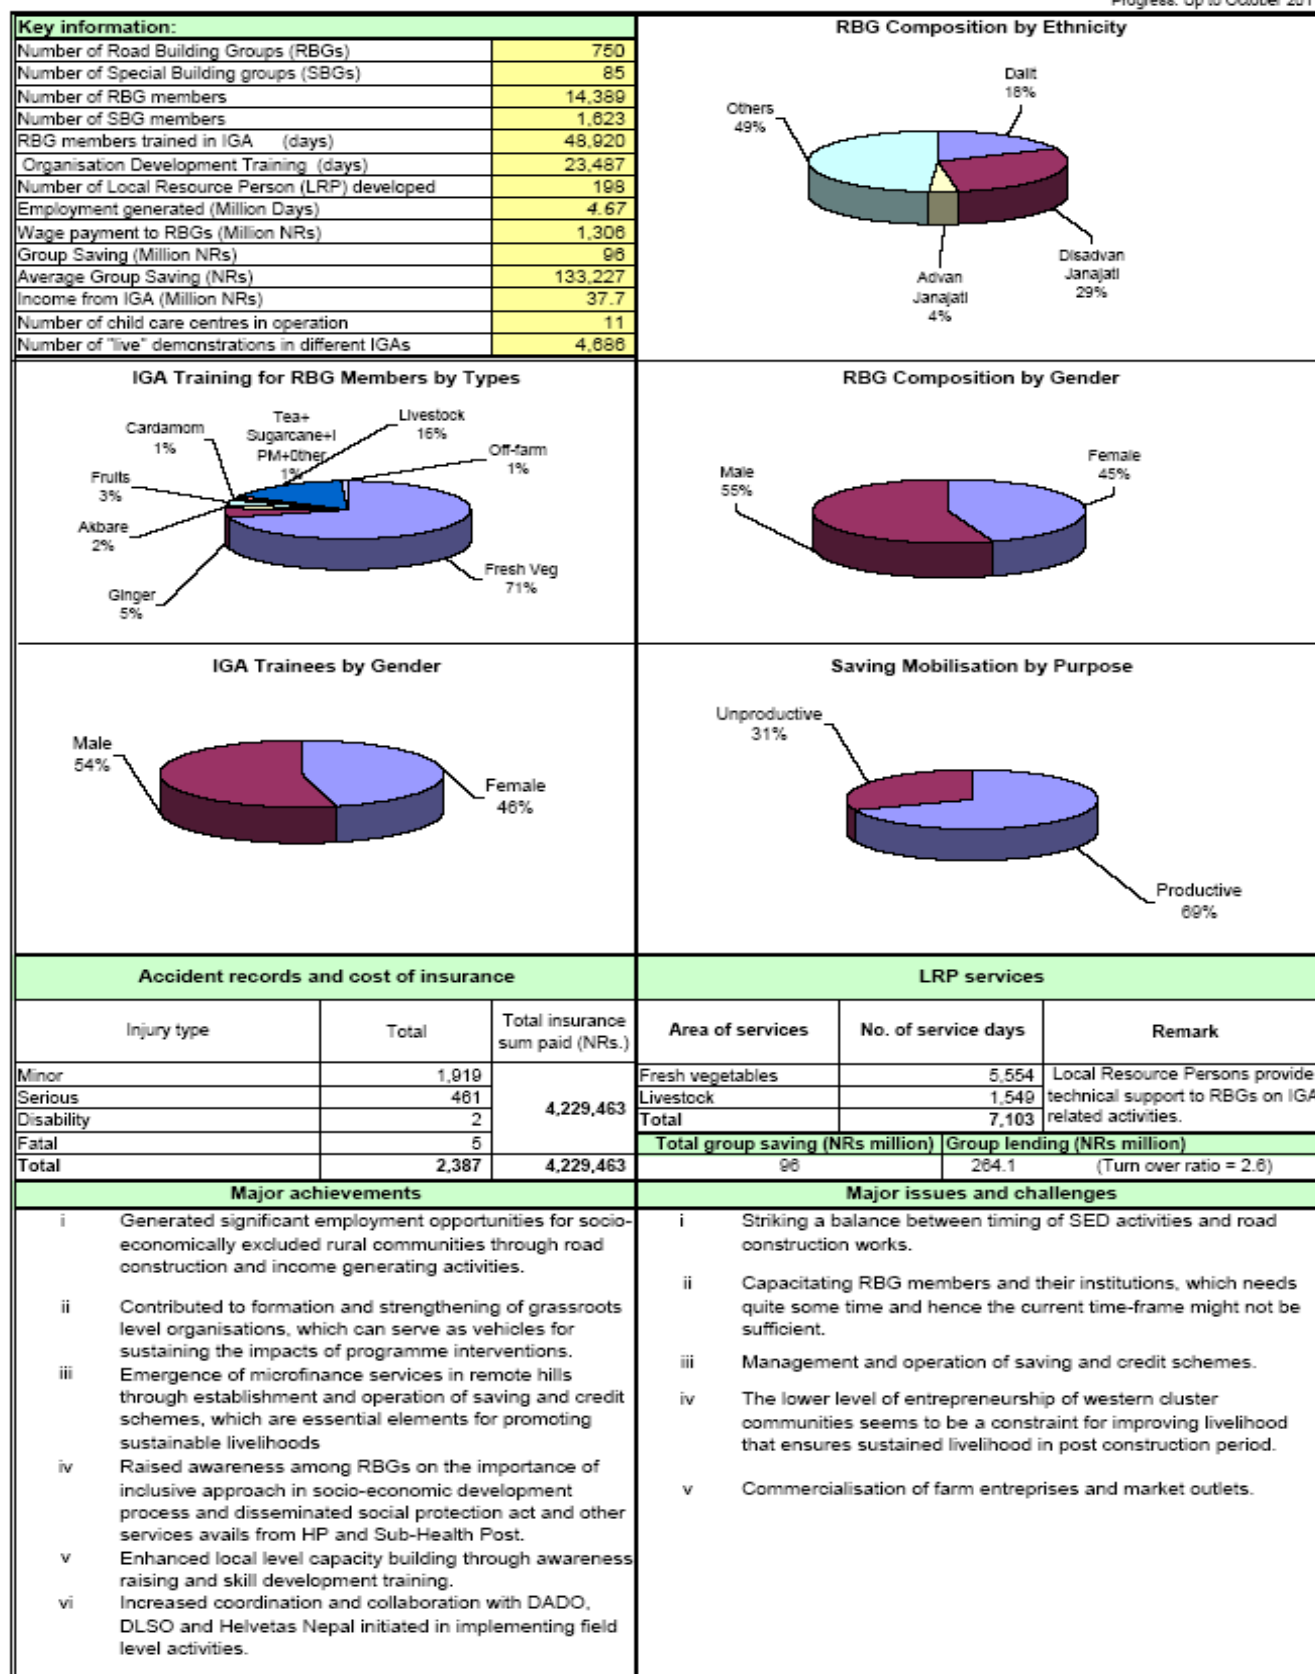 Progress: Up to October 201
Key information:
Number of Road Building Groups (RBGs) 750
Number of Special Building groups (SBGs) 85
Number of RBG members 14,389
Number of SBG members 1,623
RBG members trained in IGA (days) 48,920
Organisation Development Training (days) 23,487
Number of Local Resource Person (LRP) developed 198
Employment generated (Million Days) 4.67
Wage payment to RBGs (Million NRs) 1,306
Group Saving (Million NRs) 96
Average Group Saving (NRs) 133,227
Income from IGA (Million NRs) 37.7
Number of child care centres in operation 11
Number of "live" demonstrations in different IGAs 4,686
RBG Composition by Ethnicity
Dalit
18%
Others
49%
Disadvan
Janajati
29%
Advan
Janajati
4%
IGA Training for RBG Members by Types
Cardamom
1%
Tea+
Sugarcane+I
PM+0ther
1%
Livestock
16%
Off-farm
1%
Fruits
3%
Akbare
2%
Ginger
5%
Fresh Veg
71%
RBG Composition by Gender
Male
55%
Female
45%
IGA Trainees by Gender
Male
54%
Female
46%
Saving Mobilisation by Purpose
Unproductive
31%
Productive
69%
Accident records and cost of insurance
Injury type Total Total insurance
sum paid (NRs.)
Minor 1,919
Serious 461
4,229,463
Disability 2
Fatal 5
Total 2,387 4,229,463
LRP services
Area of services No. of service days Remark
Fresh vegetables 5,554 Local Resource Persons provide
Livestock 1,549 technical support to RBGs on IGA
Total 7,103 related activities.
Total group saving (NRs million) Group lending (NRs million)
96 264.1 (Turn over ratio = 2.6)
Major achievements
i Generated significant employment opportunities for socio-
economically excluded rural communities through road
construction and income generating activities.
ii Contributed to formation and strengthening of grassroots
level organisations, which can serve as vehicles for
sustaining the impacts of programme interventions.
iii Emergence of microfinance services in remote hills
through establishment and operation of saving and credit
schemes, which are essential elements for promoting
sustainable livelihoods
iv Raised awareness among RBGs on the importance of
inclusive approach in socio-economic development
process and disseminated social protection act and other
services avails from HP and Sub-Health Post.
v Enhanced local level capacity building through awareness
raising and skill development training.
vi Increased coordination and collaboration with DADO,
DLSO and Helvetas Nepal initiated in implementing field
level activities.
Major issues and challenges
i Striking a balance between timing of SED activities and road
construction works.
ii Capacitating RBG members and their institutions, which needs
quite some time and hence the current time-frame might not be
sufficient.
iii Management and operation of saving and credit schemes.
iv The lower level of entrepreneurship of western cluster
communities seems to be a constraint for improving livelihood
that ensures sustained livelihood in post construction period.
v Commercialisation of farm entreprises and market outlets.